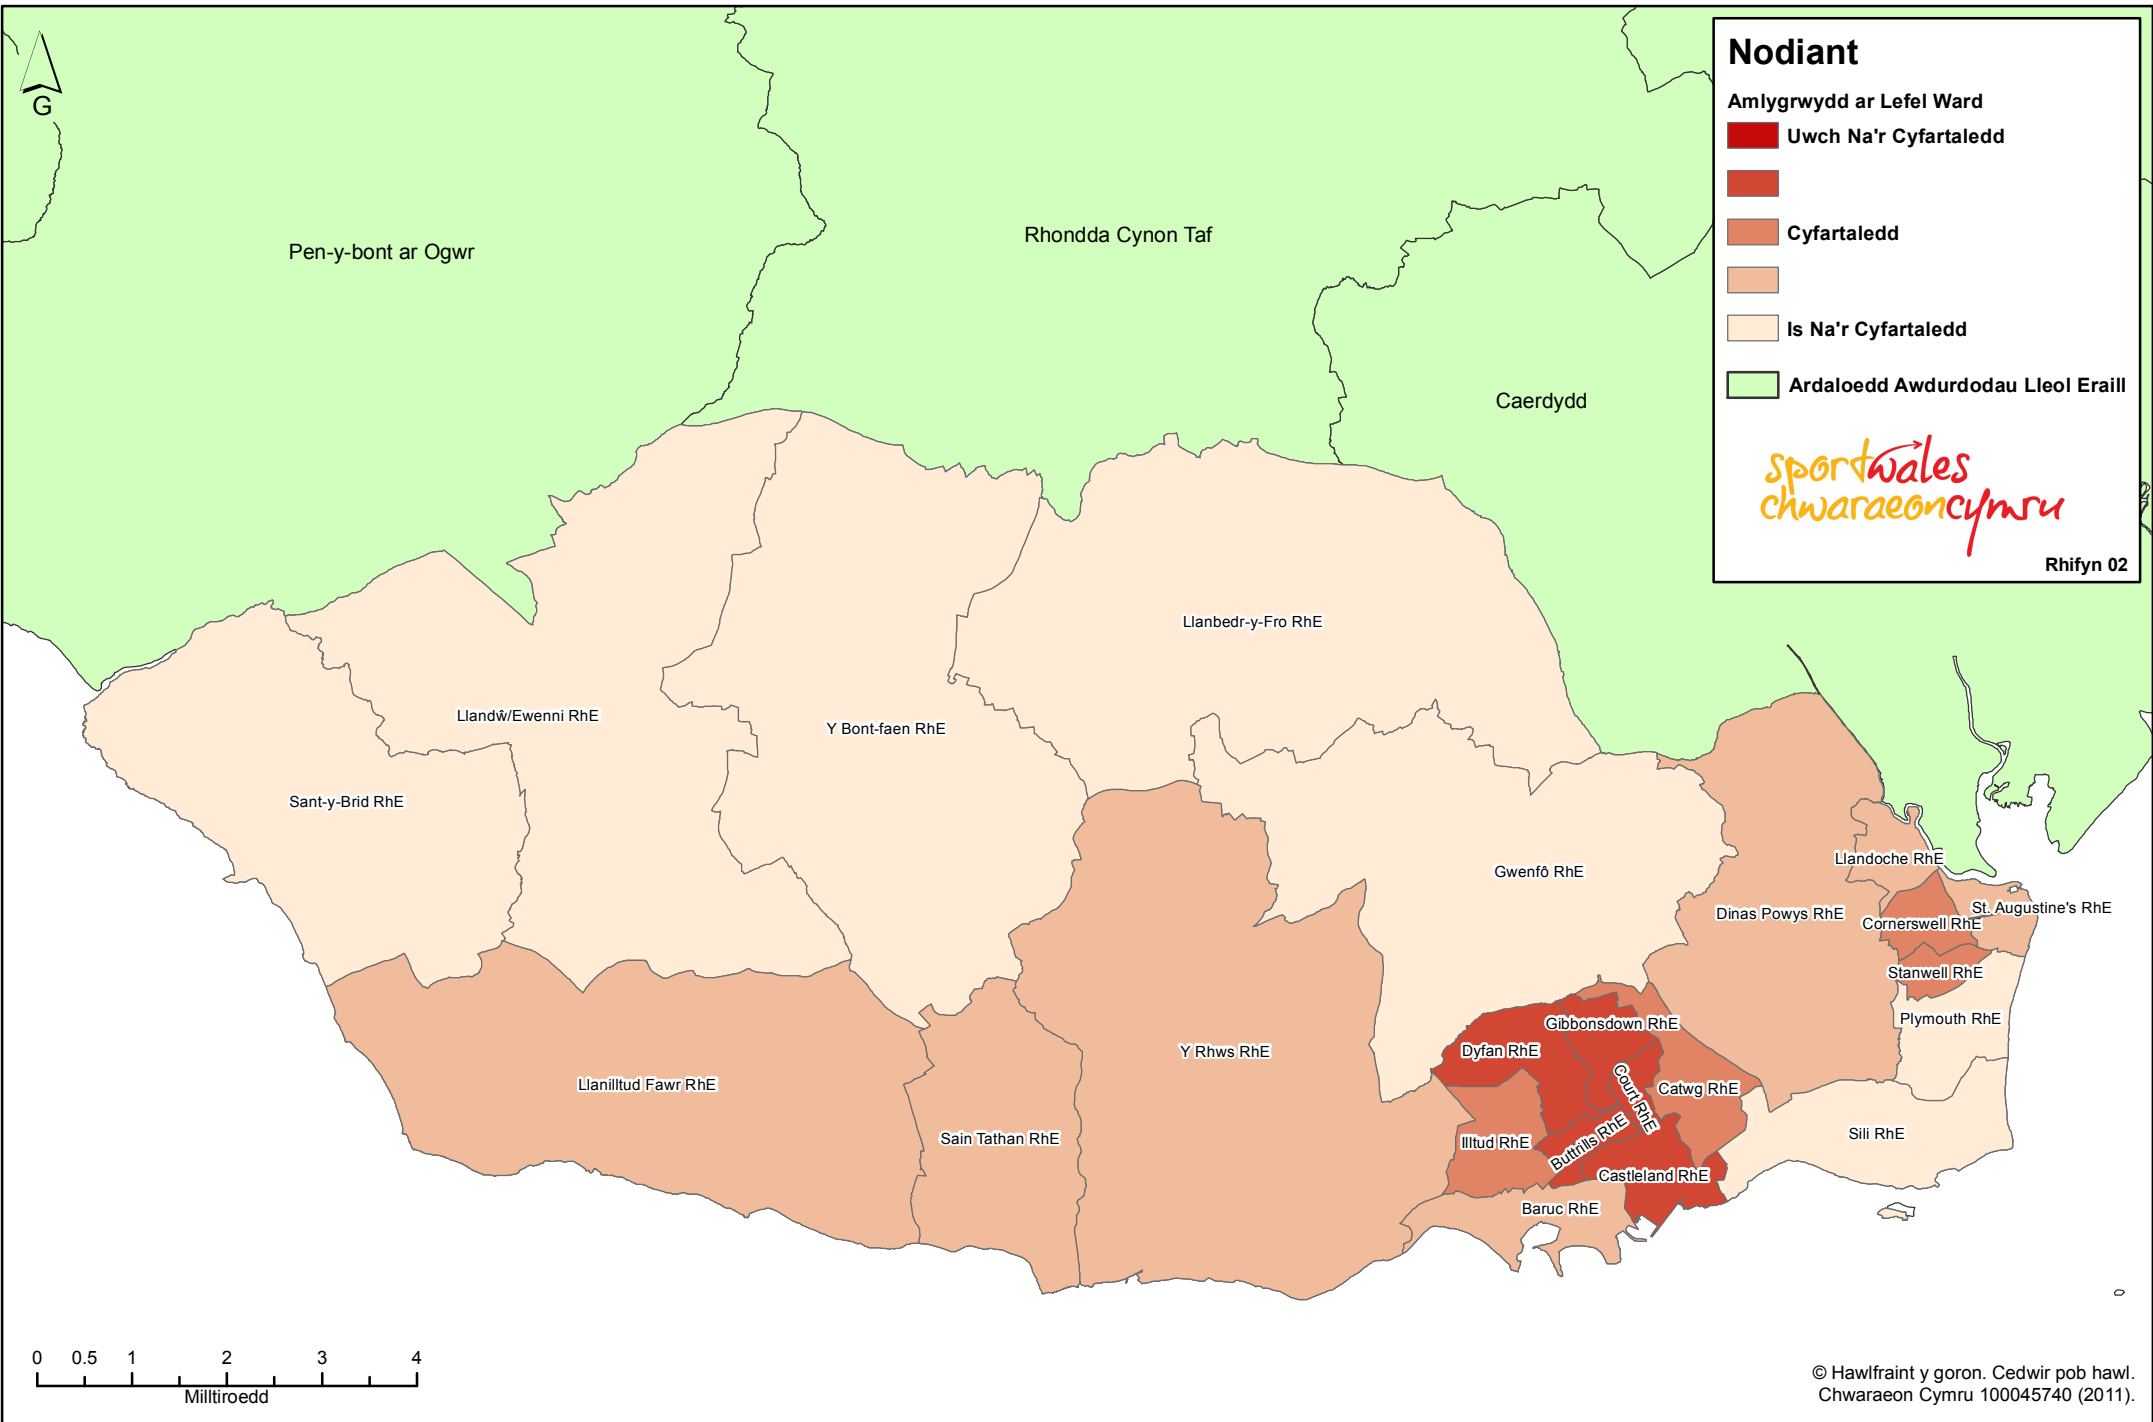 G
Pen-y-bont ar Ogwr
Rhondda Cynon Taf
Caerdydd
Nodiant
Amlygrwydd ar Lefel Ward
Uwch Na'r Cyfartaledd
Cyfartaledd
Is Na'r Cyfartaledd
Ardaloedd Awdurdodau Lleol Eraill
sportwales
chwaraeoncymru
Rhifyn 02
Llanbedr-y-Fro RhE
Llandŵ/Ewenni RhE
Y Bont-faen RhE
Sant-y-Brid RhE
Gwenfô RhE
Llandoche RhE
Dinas Powys RhE
St. Augustine's RhE
Cornerswell RhE
Stanwell RhE
Plymouth RhE
Gibbonsdown RhE
Dyfan RhE
Y Rhws RhE
Llanilltud Fawr RhE
Court RhE
Catwg RhE
Sain Tathan RhE
Illtud RhE
Buttrills RhE
Sili RhE
Castleland RhE
Baruc RhE
0 0.5 1 2 3 4
Milltiroedd
© Hawlfraint y goron. Cedwir pob hawl.
Chwaraeon Cymru 100045740 (2011).